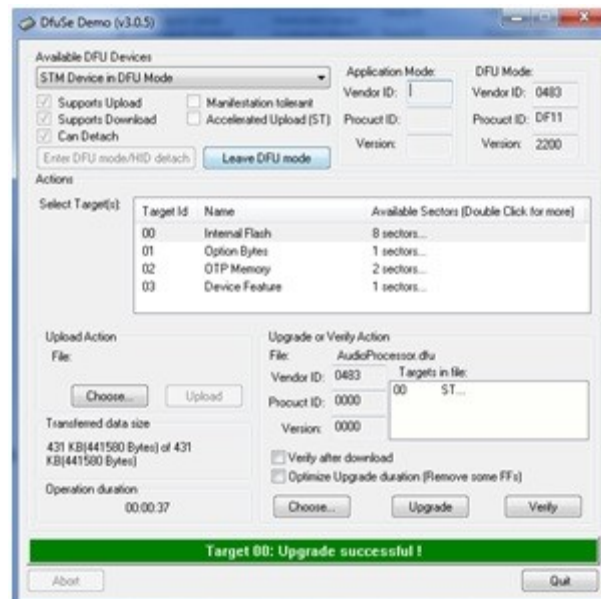 DfuSe Demo (v3.0.5)
Available DFU Devices
STM Device in DFU Mode
Application Mode:
DFU Mode:
Supports Upload
Manifestation tolerant
Vendor ID:
Vendor ID: 0483
Supports Download
Accelerated Upload (ST)
Procuct ID:
Procuct ID: DF11
Can Detach
Version:
Version: 2200
Enter DFU mode/HID detach
Leave DFU mode
Actions
Select Target(s):
Target Id Name Available Sectors (Double Click for more)
00 Internal Flash 8 sectors...
01 Option Bytes 1 sectors...
02 OTP Memory 2 sectors...
03 Device Feature 1 sectors...
Upload Action
File:
Choose... Upload
Transferred data size
431 KB(441580 Bytes) of 431
KB(441580 Bytes)
Operation duration
00:00:37
Upgrade or Verify Action
File: AudioProcessor.dfu
Vendor ID: 0483
Targets in file:
00 ST...
Procuct ID: 0000
Version: 0000
Verify after download
Optimize Upgrade duration (Remove some FFs)
Choose... Upgrade Verify
Target 00: Upgrade successful !
Abort Quit